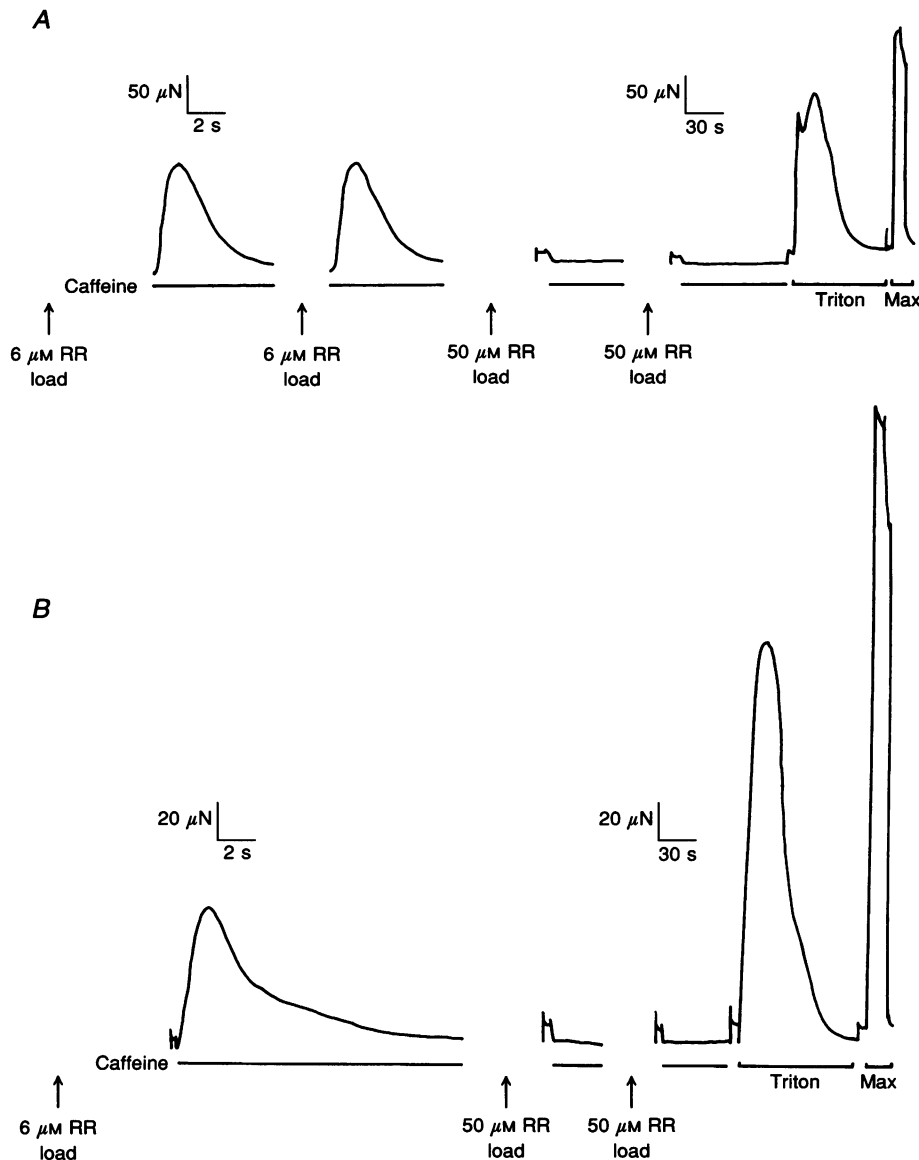 A
50 μN
2 s
50 μN
30 s
Caffeine
Triton
Max
6 μM RR
load
6 μM RR
load
50 μM RR
load
50 μM RR
load
B
20 μN
2 s
20 μN
30 s
Caffeine
Triton
Max
6 μM RR
load
50 μM RR
load
50 μM RR
load